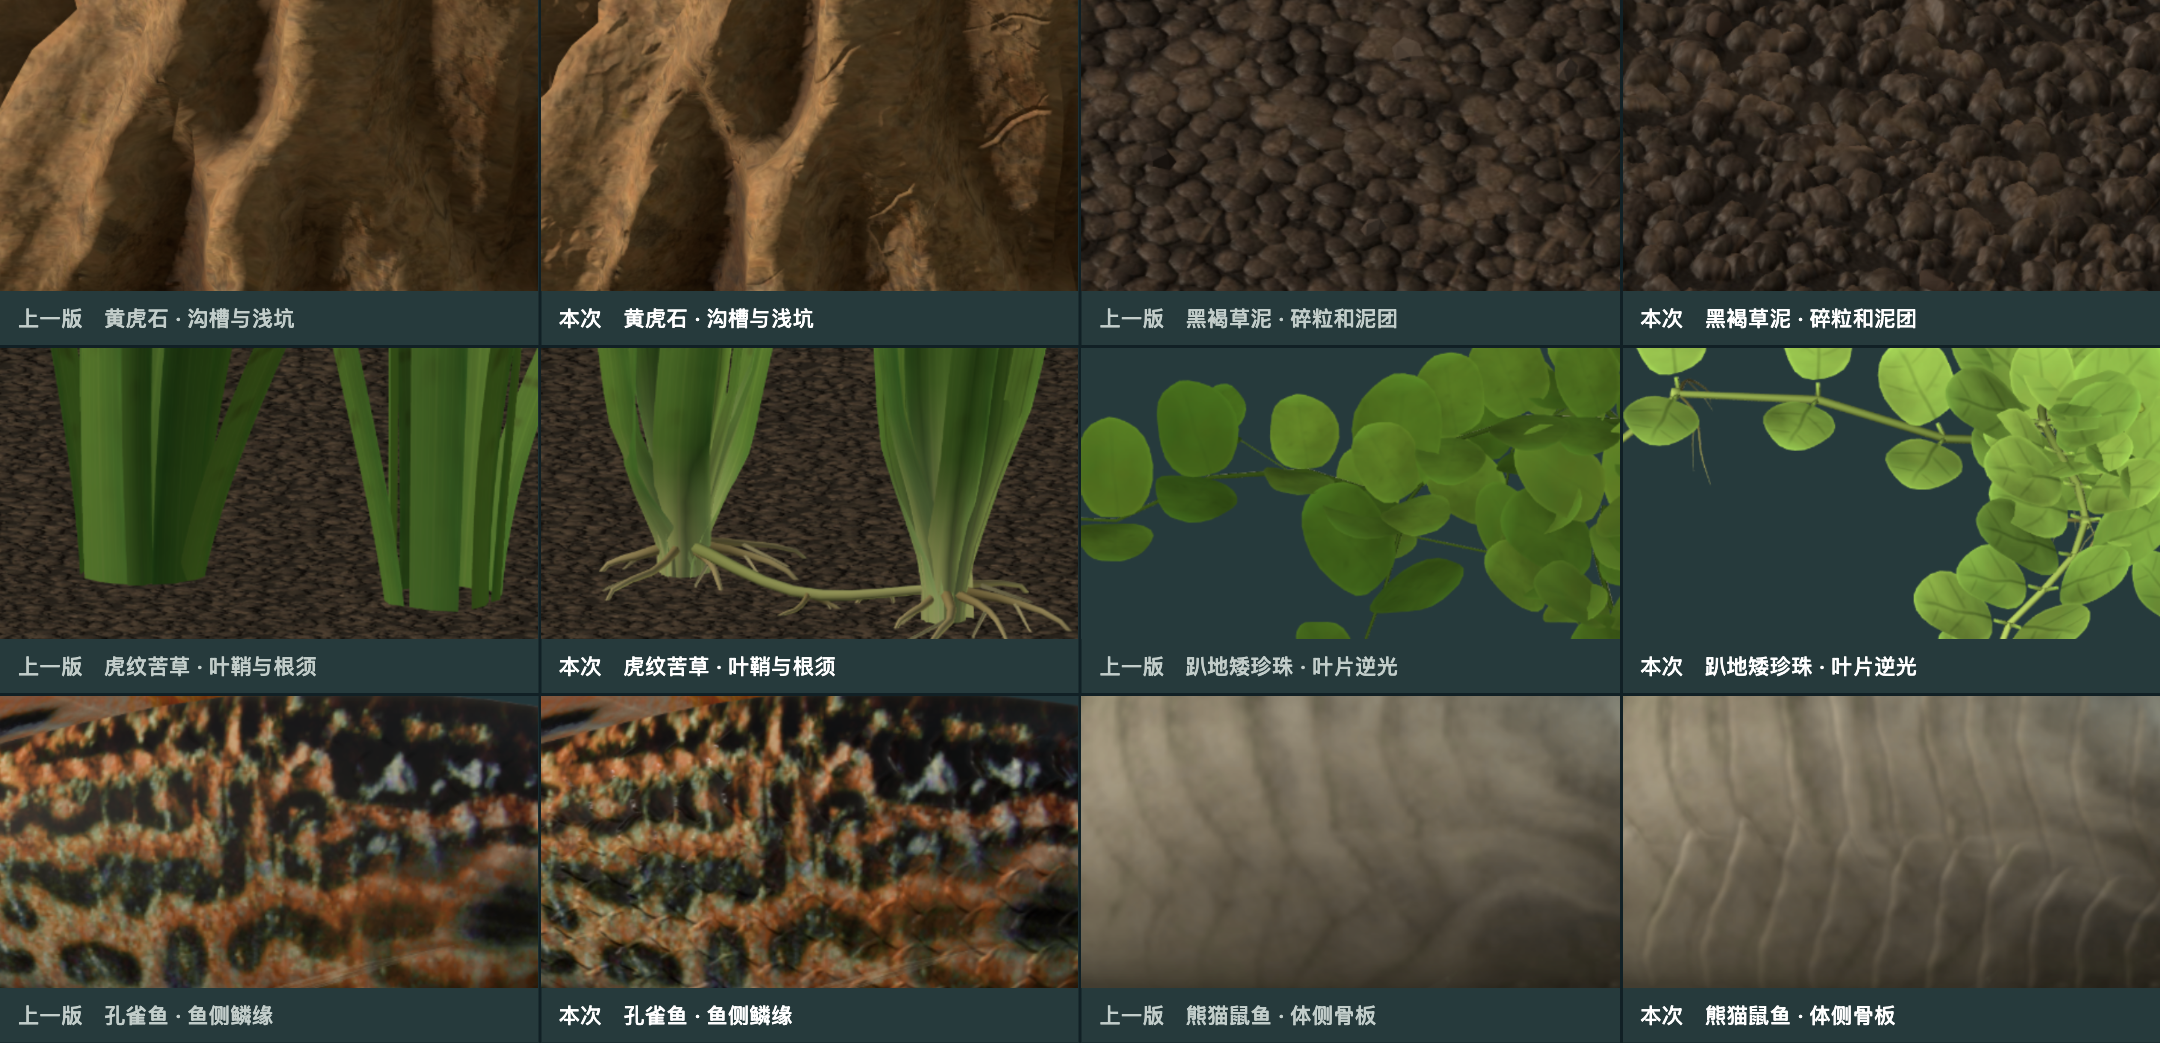 上一版 黄虎石 · 沟槽与浅坑
本次 黄虎石 · 沟槽与浅坑
上一版 黑褐草泥 · 碎粒和泥团
本次 黑褐草泥 · 碎粒和泥团
上一版 虎纹苦草 · 叶鞘与根须
本次 虎纹苦草 · 叶鞘与根须
上一版 趴地矮珍珠 · 叶片逆光
本次 趴地矮珍珠 · 叶片逆光
上一版 孔雀鱼 · 鱼侧鳞缘
本次 孔雀鱼 · 鱼侧鳞缘
上一版 熊猫鼠鱼 · 体侧骨板
本次 熊猫鼠鱼 · 体侧骨板